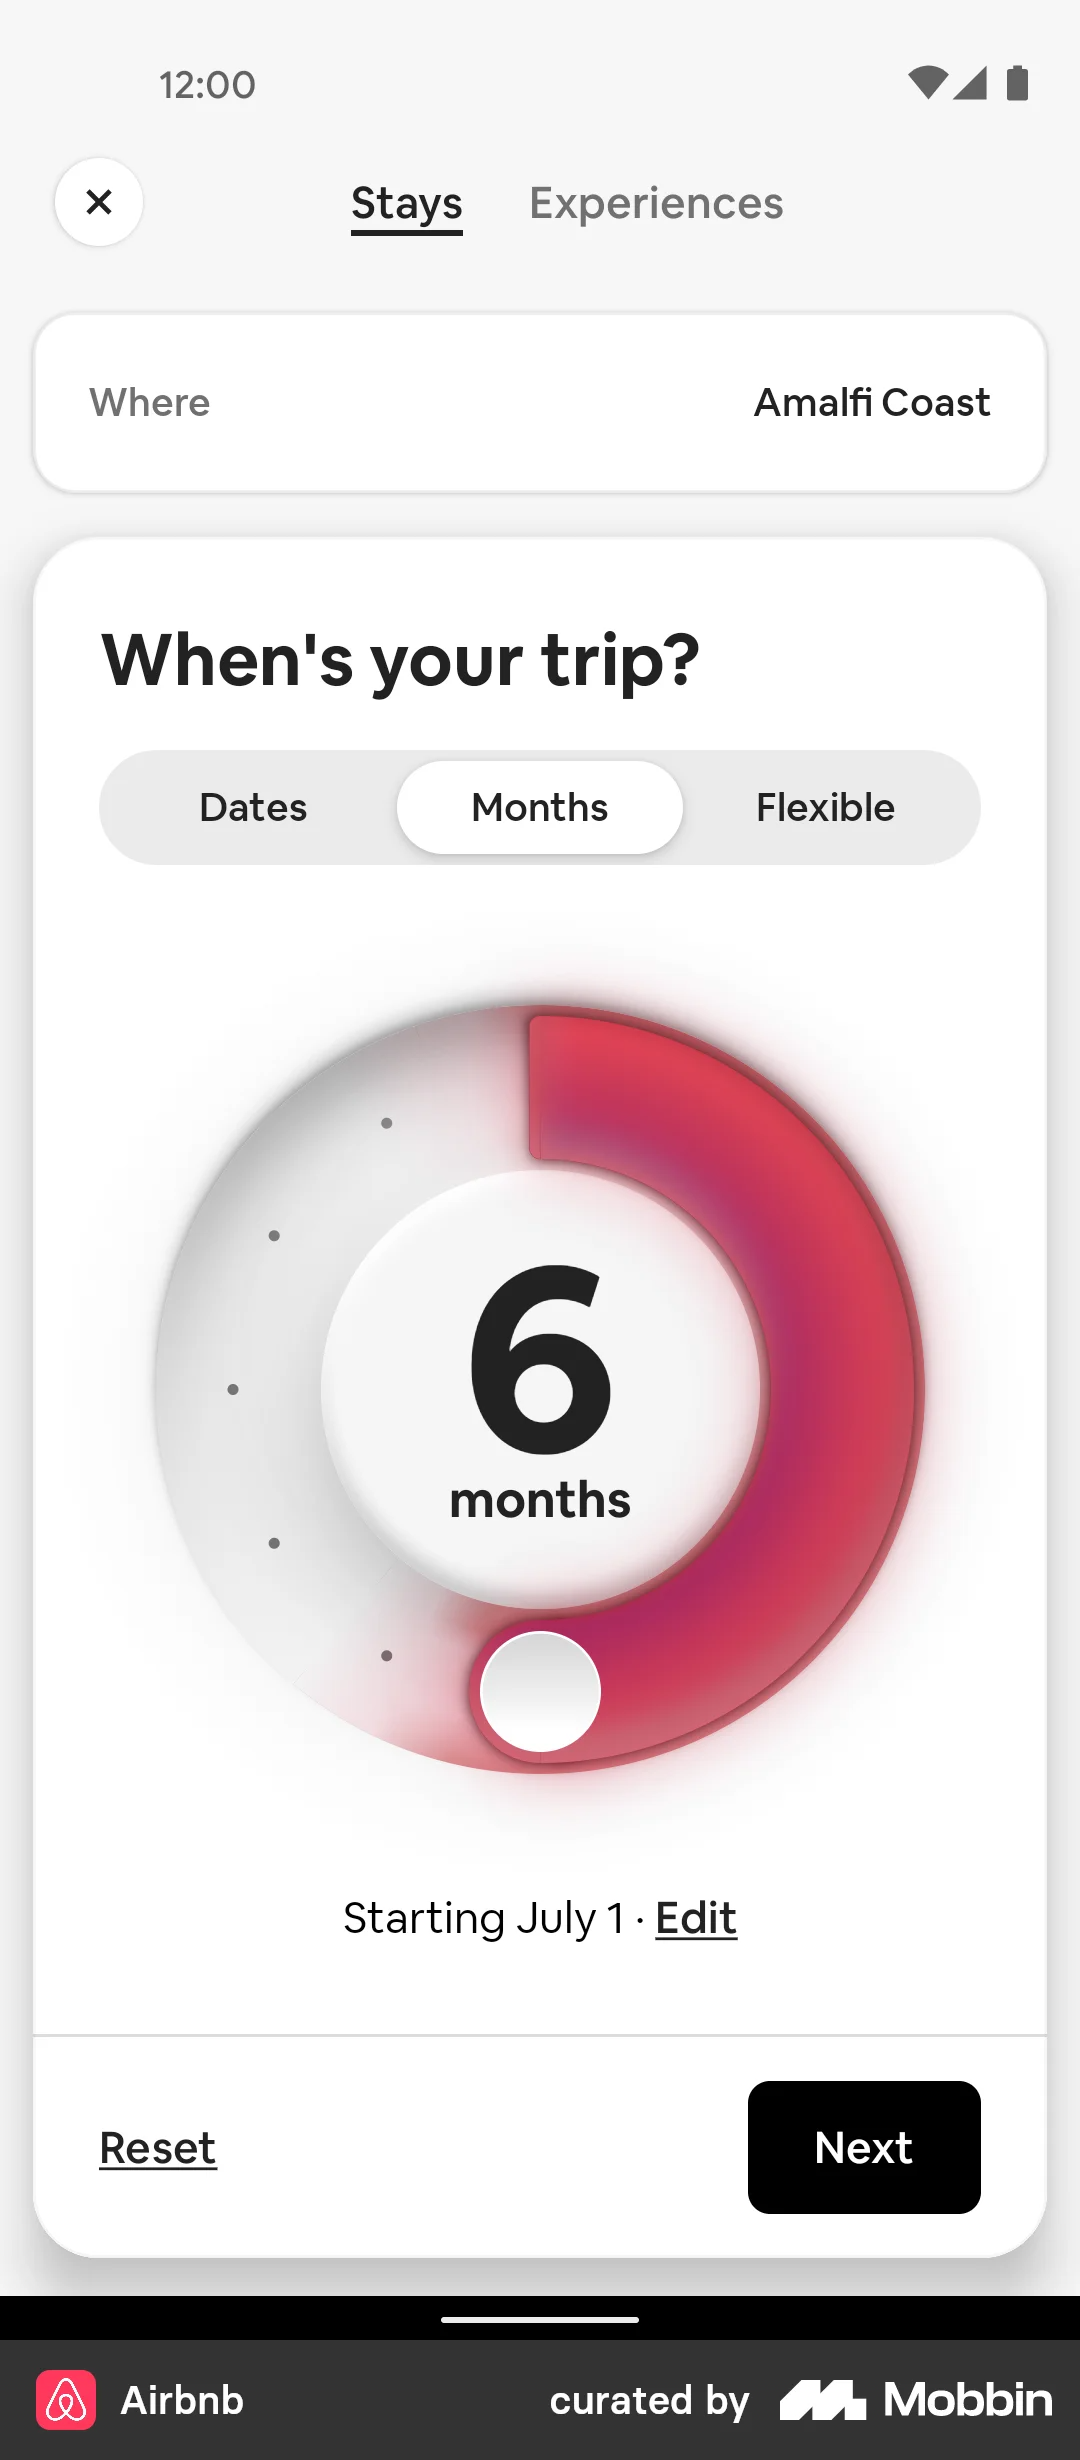 12:00
Stays Experiences
Where Amalfi Coast
When's your trip?
Dates Months Flexible
6
months
Starting July 1 · Edit
Reset Next
Airbnb curated by Mobbin